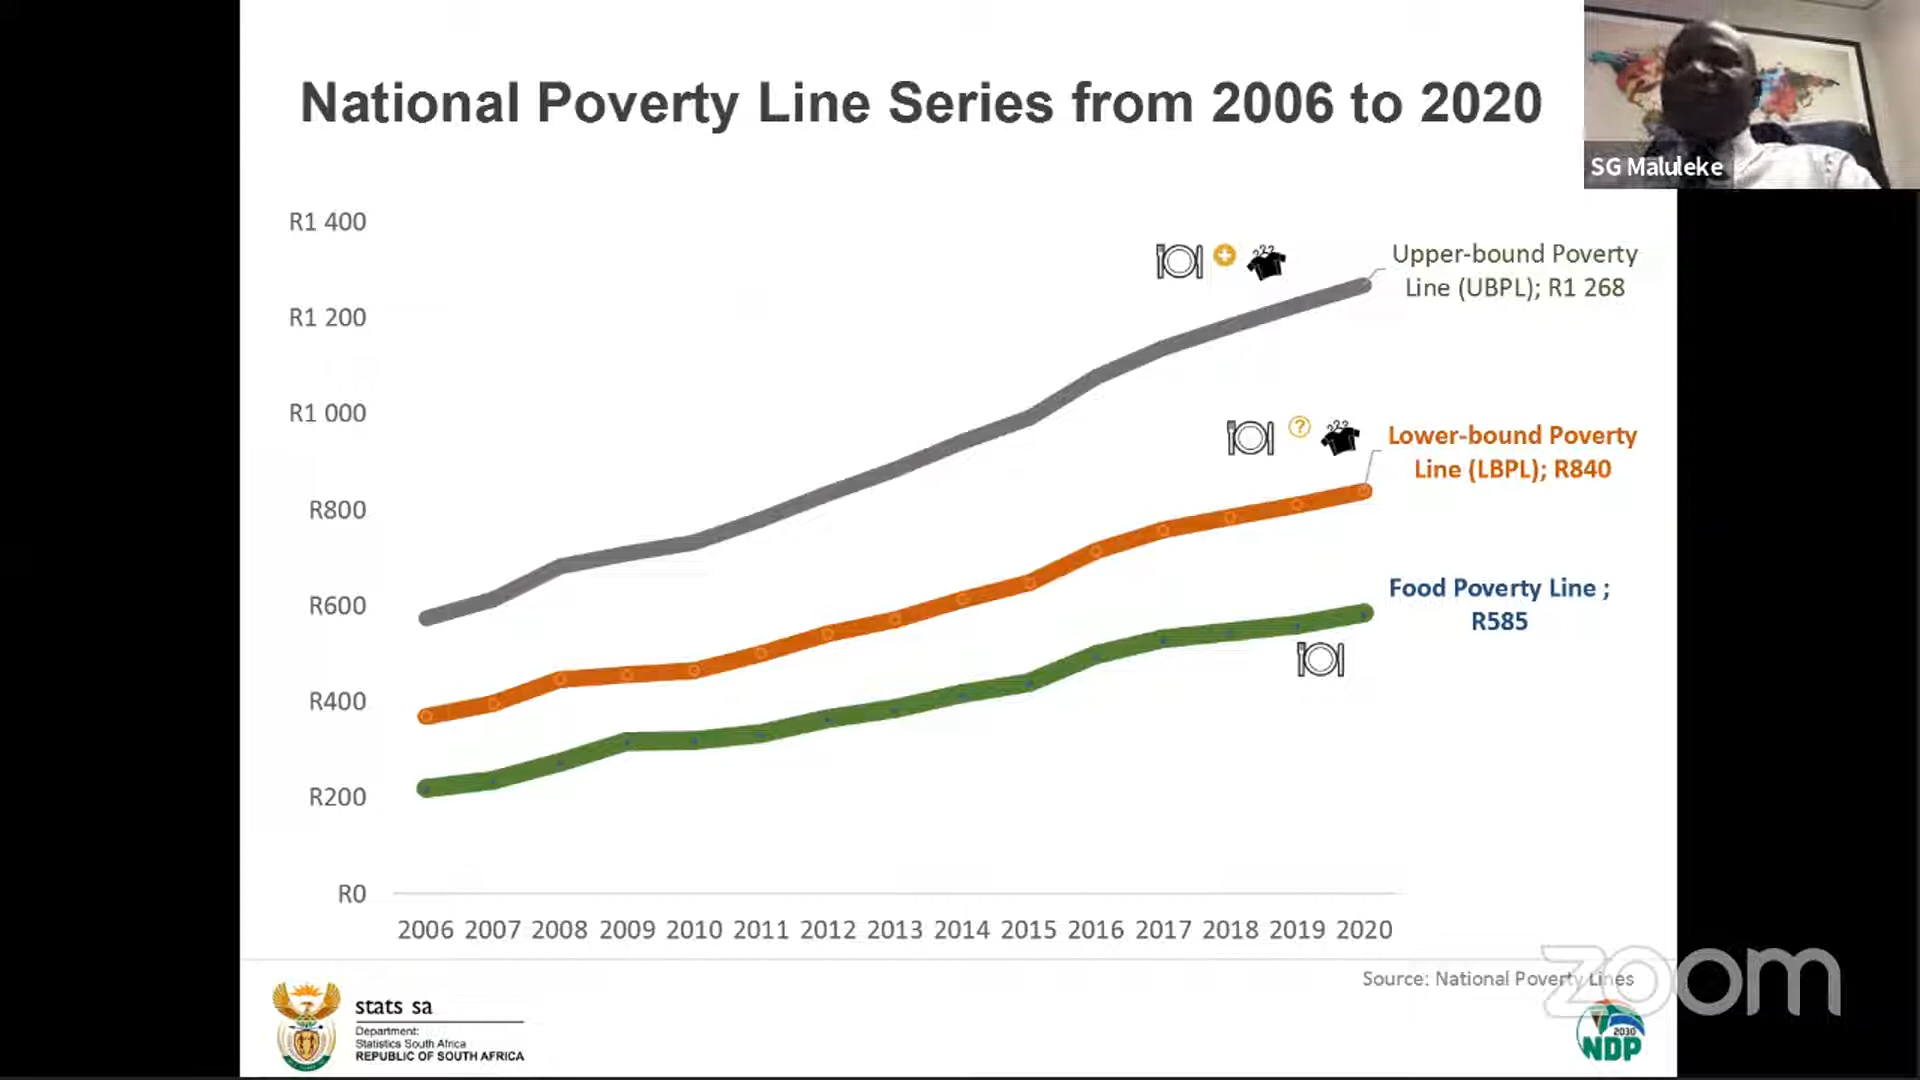 National Poverty Line Series from 2006 to 2020
SG Maluleke
R1 400
R1 200
R1 000
R800
R600
R400
R200
R0
Upper-bound Poverty
Line (UBPL); R1 268
?
Lower-bound Poverty
Line (LBPL); R840
Food Poverty Line ;
R585
2006 2007 2008 2009 2010 2011 2012 2013 2014 2015 2016 2017 2018 2019 2020
Source: National Poverty Lines
zoom
stats sa
Department:
Statistics South Africa
REPUBLIC OF SOUTH AFRICA
2030
NDP